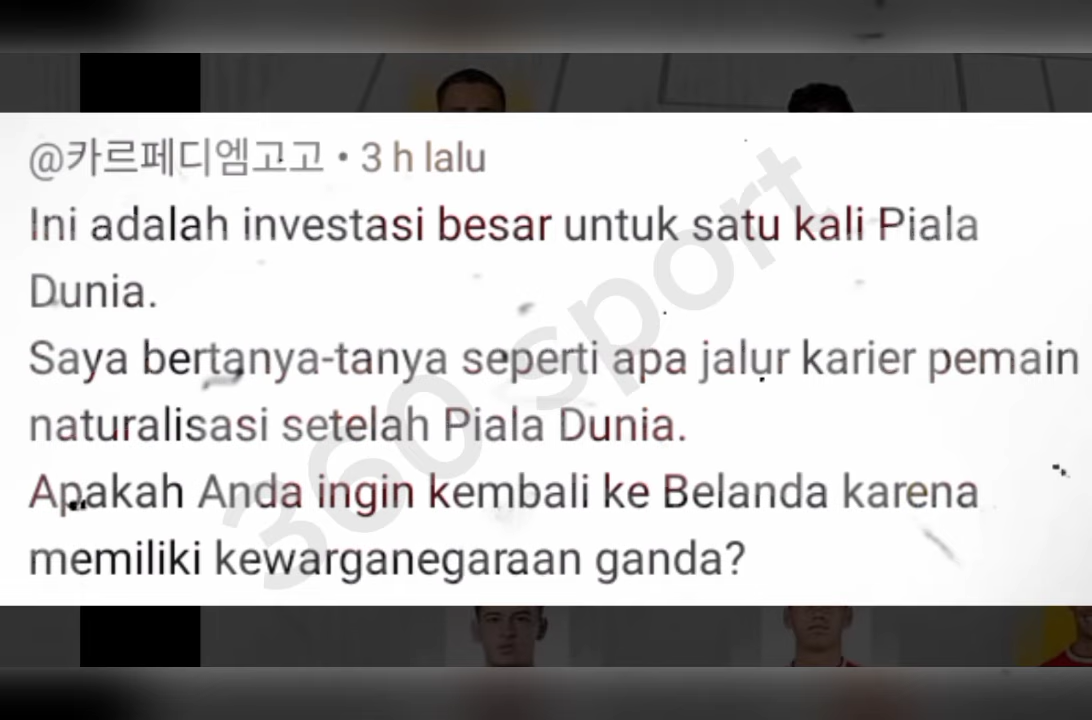 @카르페디엠고고 • 3 h lalu
Ini adalah investasi besar untuk satu kali Piala
Dunia.
Saya bertanya-tanya seperti apa jalur karier pemain
naturalisasi setelah Piala Dunia.
Apakah Anda ingin kembali ke Belanda karena
memiliki kewarganegaraan ganda?
360 sport